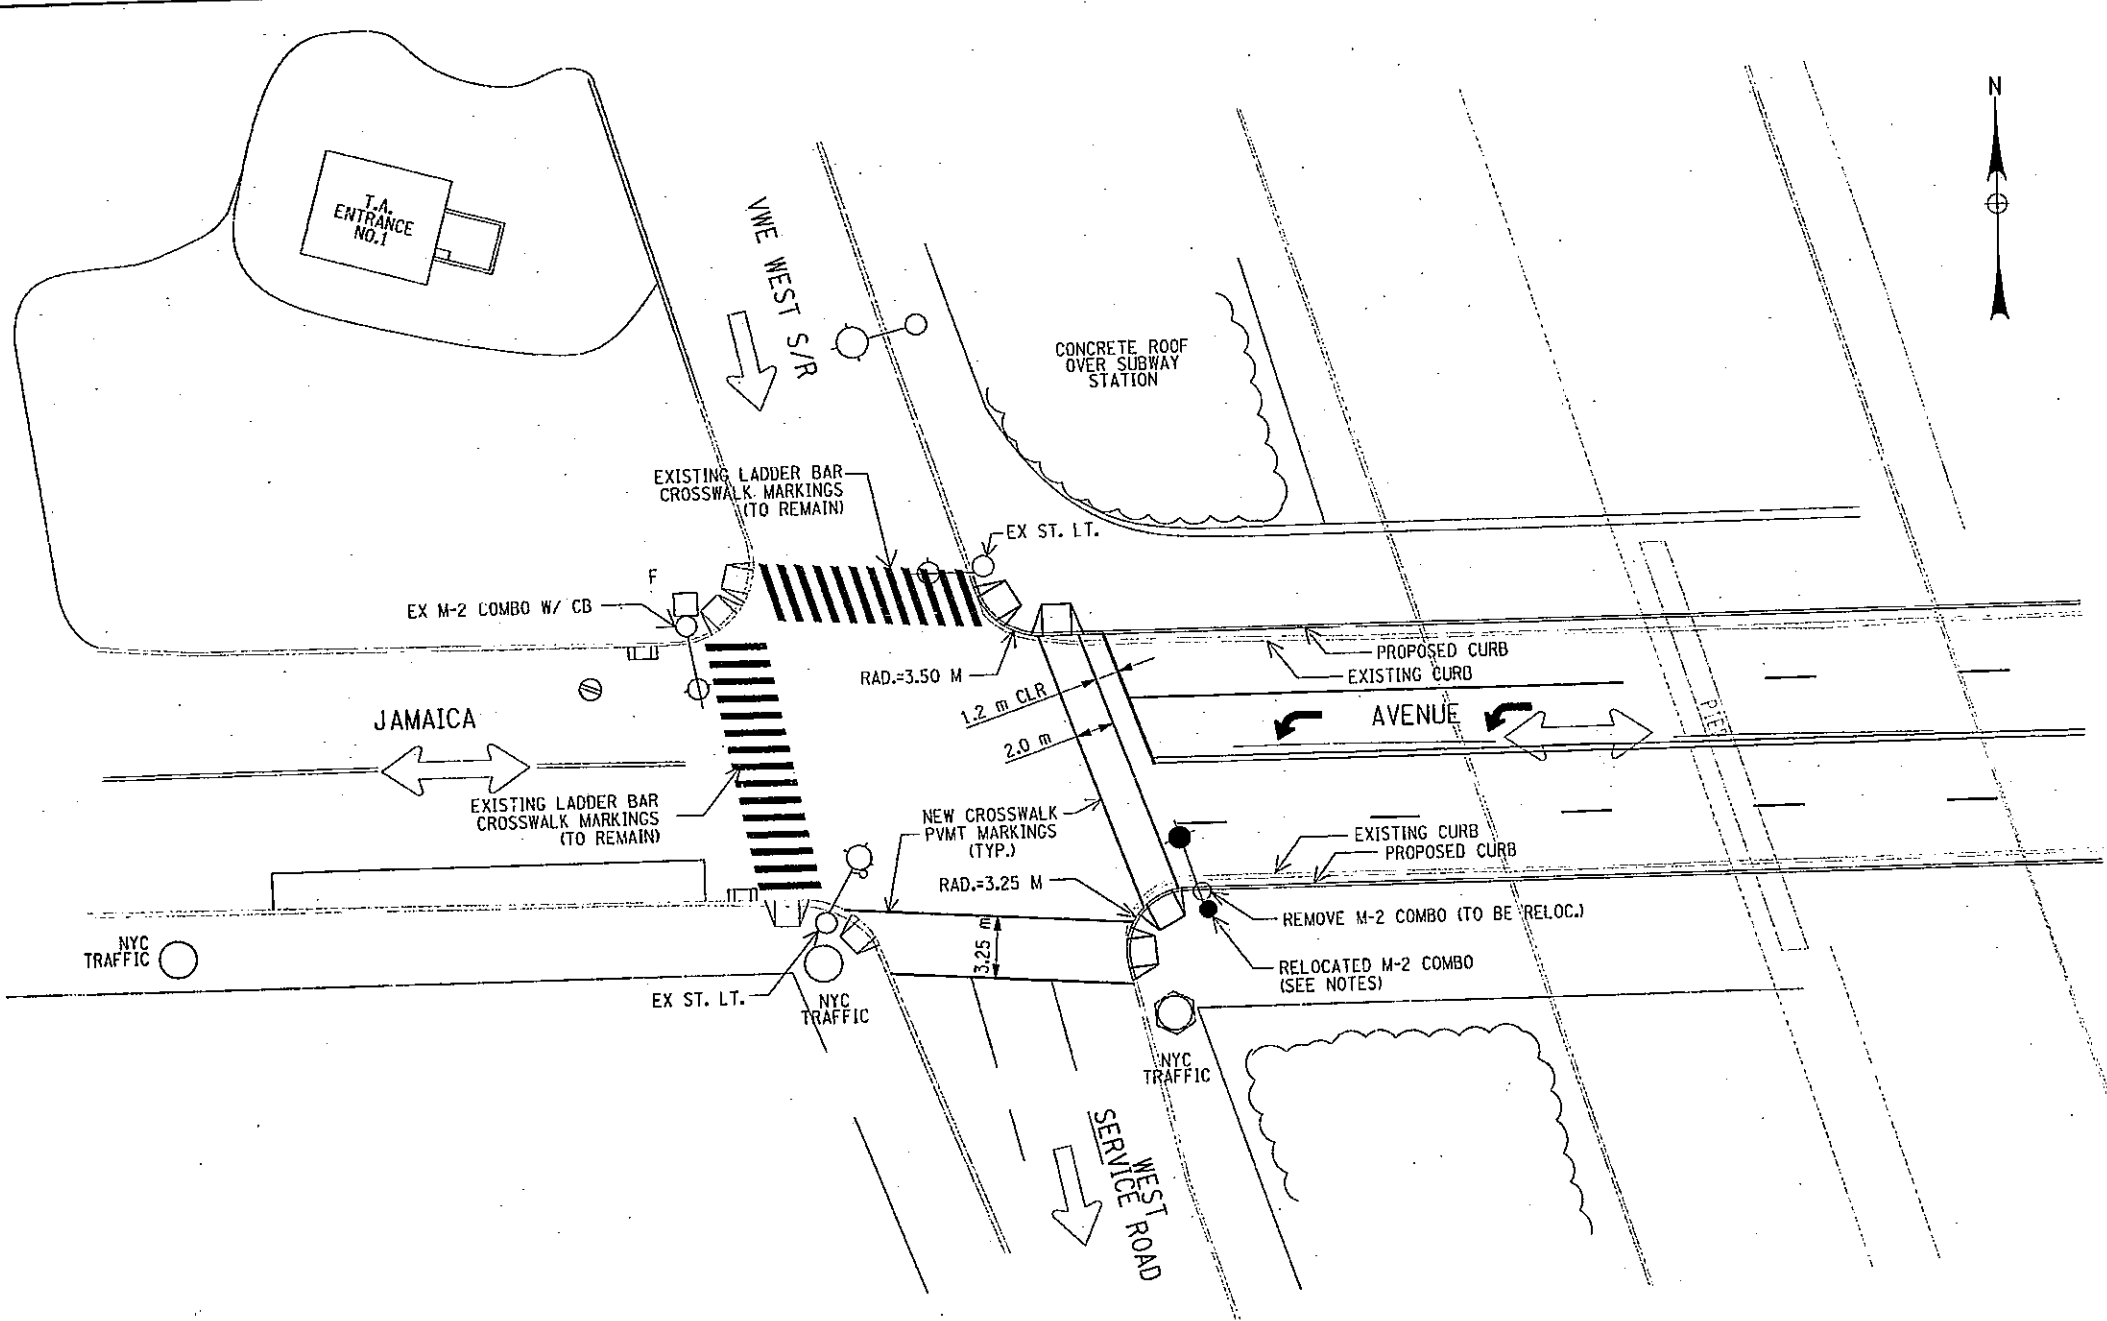 N
T.A.
ENTRANCE
NO.1
VWE WEST S/R
CONCRETE ROOF
OVER SUBWAY
STATION
EXISTING LADDER BAR
CROSSWALK MARKINGS
(TO REMAIN)
EX ST. LT.
F
EX M-2 COMBO W/ CB
PROPOSED CURB
EXISTING CURB
RAD.=3.50 M
1.2 m CLR
JAMAICA
AVENUE
2.0 m
EXISTING LADDER BAR
CROSSWALK MARKINGS
(TO REMAIN)
NEW CROSSWALK
PVMT MARKINGS
(TYP.)
EXISTING CURB
PROPOSED CURB
RAD.=3.25 M
REMOVE M-2 COMBO (TO BE RELOC.)
NYC
TRAFFIC
3.25 m
RELOCATED M-2 COMBO
(SEE NOTES)
EX ST. LT.
NYC
TRAFFIC
NYC
TRAFFIC
WEST
SERVICE ROAD